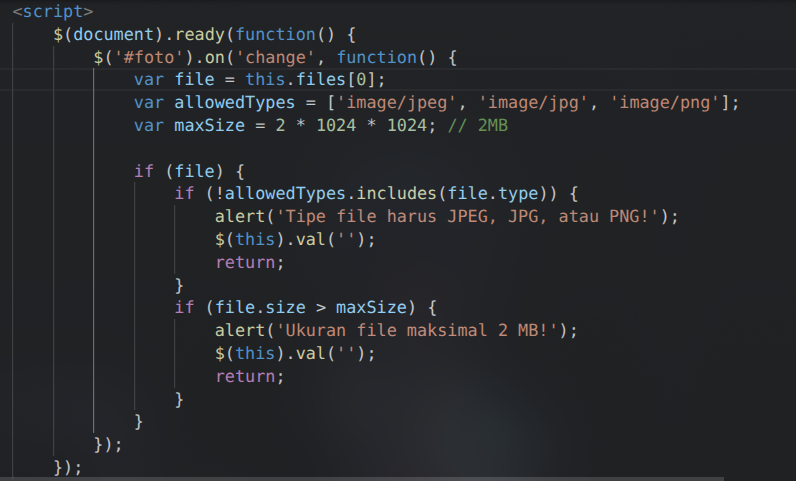 <script>
$(document).ready(function() {
$('#foto').on('change', function() {
var file = this.files[0];
var allowedTypes = ['image/jpeg', 'image/jpg', 'image/png'];
var maxSize = 2 * 1024 * 1024; // 2MB
if (file) {
if (!allowedTypes.includes(file.type)) {
alert('Tipe file harus JPEG, JPG, atau PNG!');
$(this).val('');
return;
}
if (file.size > maxSize) {
alert('Ukuran file maksimal 2 MB!');
$(this).val('');
return;
}
}
});
});